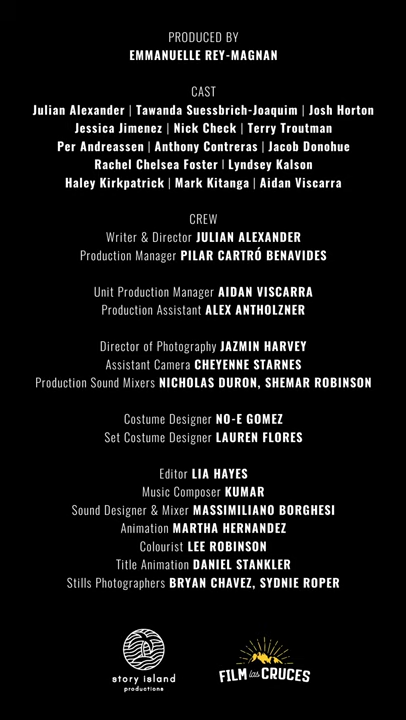 PRODUCED BY
EMMANUELLE REY-MAGNAN
CAST
Julian Alexander | Tawanda Suessbrich-Joaquim | Josh Horton
Jessica Jimenez | Nick Check | Terry Troutman
Per Andreassen | Anthony Contreras | Jacob Donohue
Rachel Chelsea Foster | Lyndsey Kalson
Haley Kirkpatrick | Mark Kitanga | Aidan Viscarra
CREW
Writer & Director JULIAN ALEXANDER
Production Manager PILAR CARTRÓ BENAVIDES
Unit Production Manager AIDAN VISCARRA
Production Assistant ALEX ANTHOLZNER
Director of Photography JAZMIN HARVEY
Assistant Camera CHEYENNE STARNES
Production Sound Mixers NICHOLAS DURON, SHEMAR ROBINSON
Costume Designer NO-E GOMEZ
Set Costume Designer LAUREN FLORES
Editor LIA HAYES
Music Composer KUMAR
Sound Designer & Mixer MASSIMILIANO BORGHESI
Animation MARTHA HERNANDEZ
Colourist LEE ROBINSON
Title Animation DANIEL STANKLER
Stills Photographers BRYAN CHAVEZ, SYDNIE ROPER
story island
productions
FILM las CRUCES